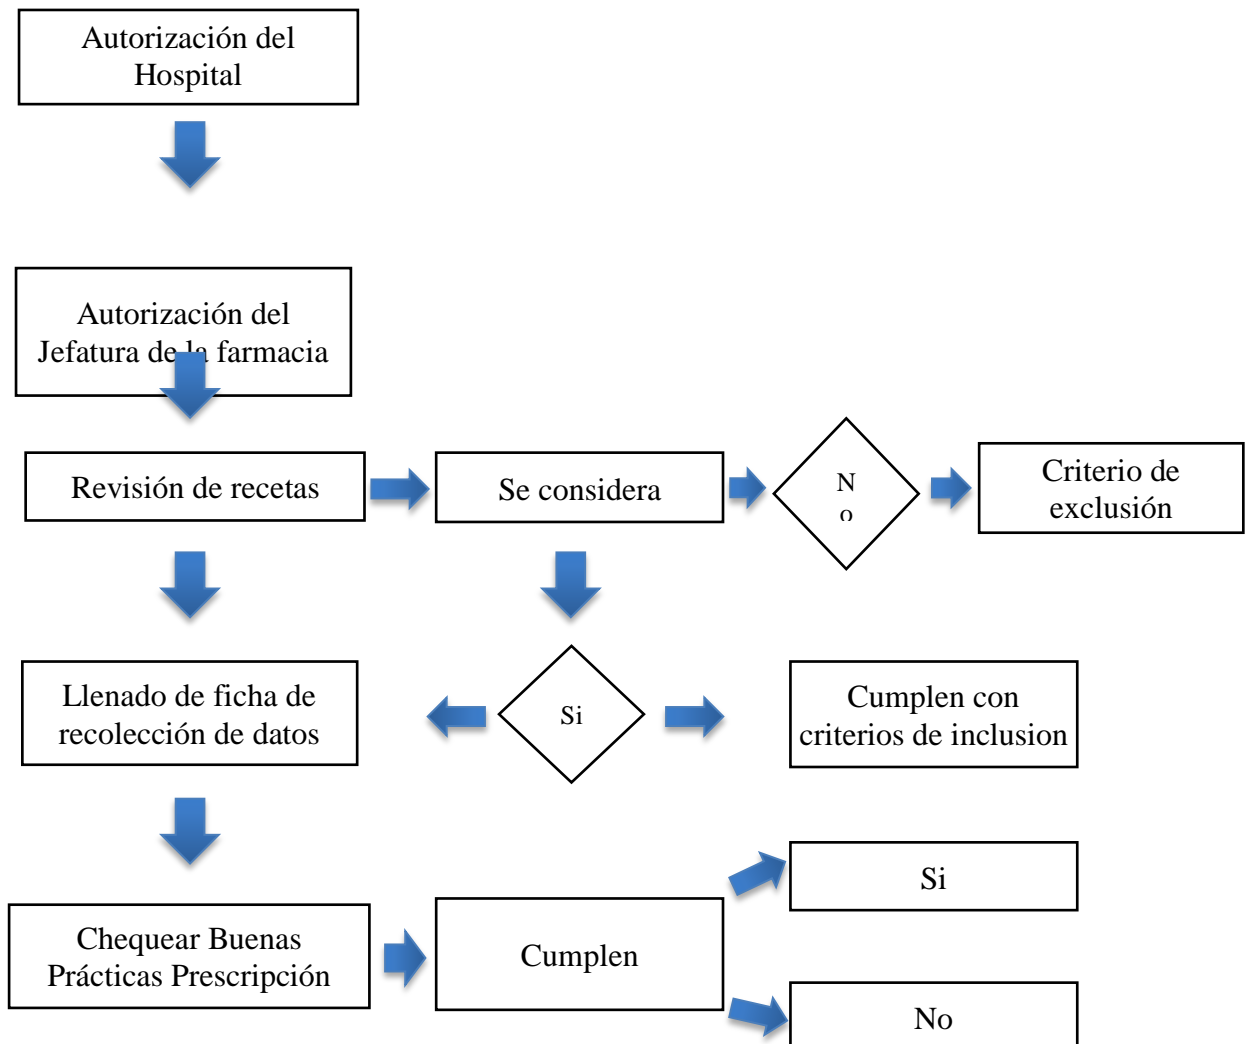 Autorización del
Hospital
Autorización del
Jefatura de la farmacia
Revisión de recetas
Se considera
N
o
Criterio de
exclusión
Llenado de ficha de
recolección de datos
Si
Cumplen con
criterios de inclusion
Si
Chequear Buenas
Prácticas Prescripción
Cumplen
No